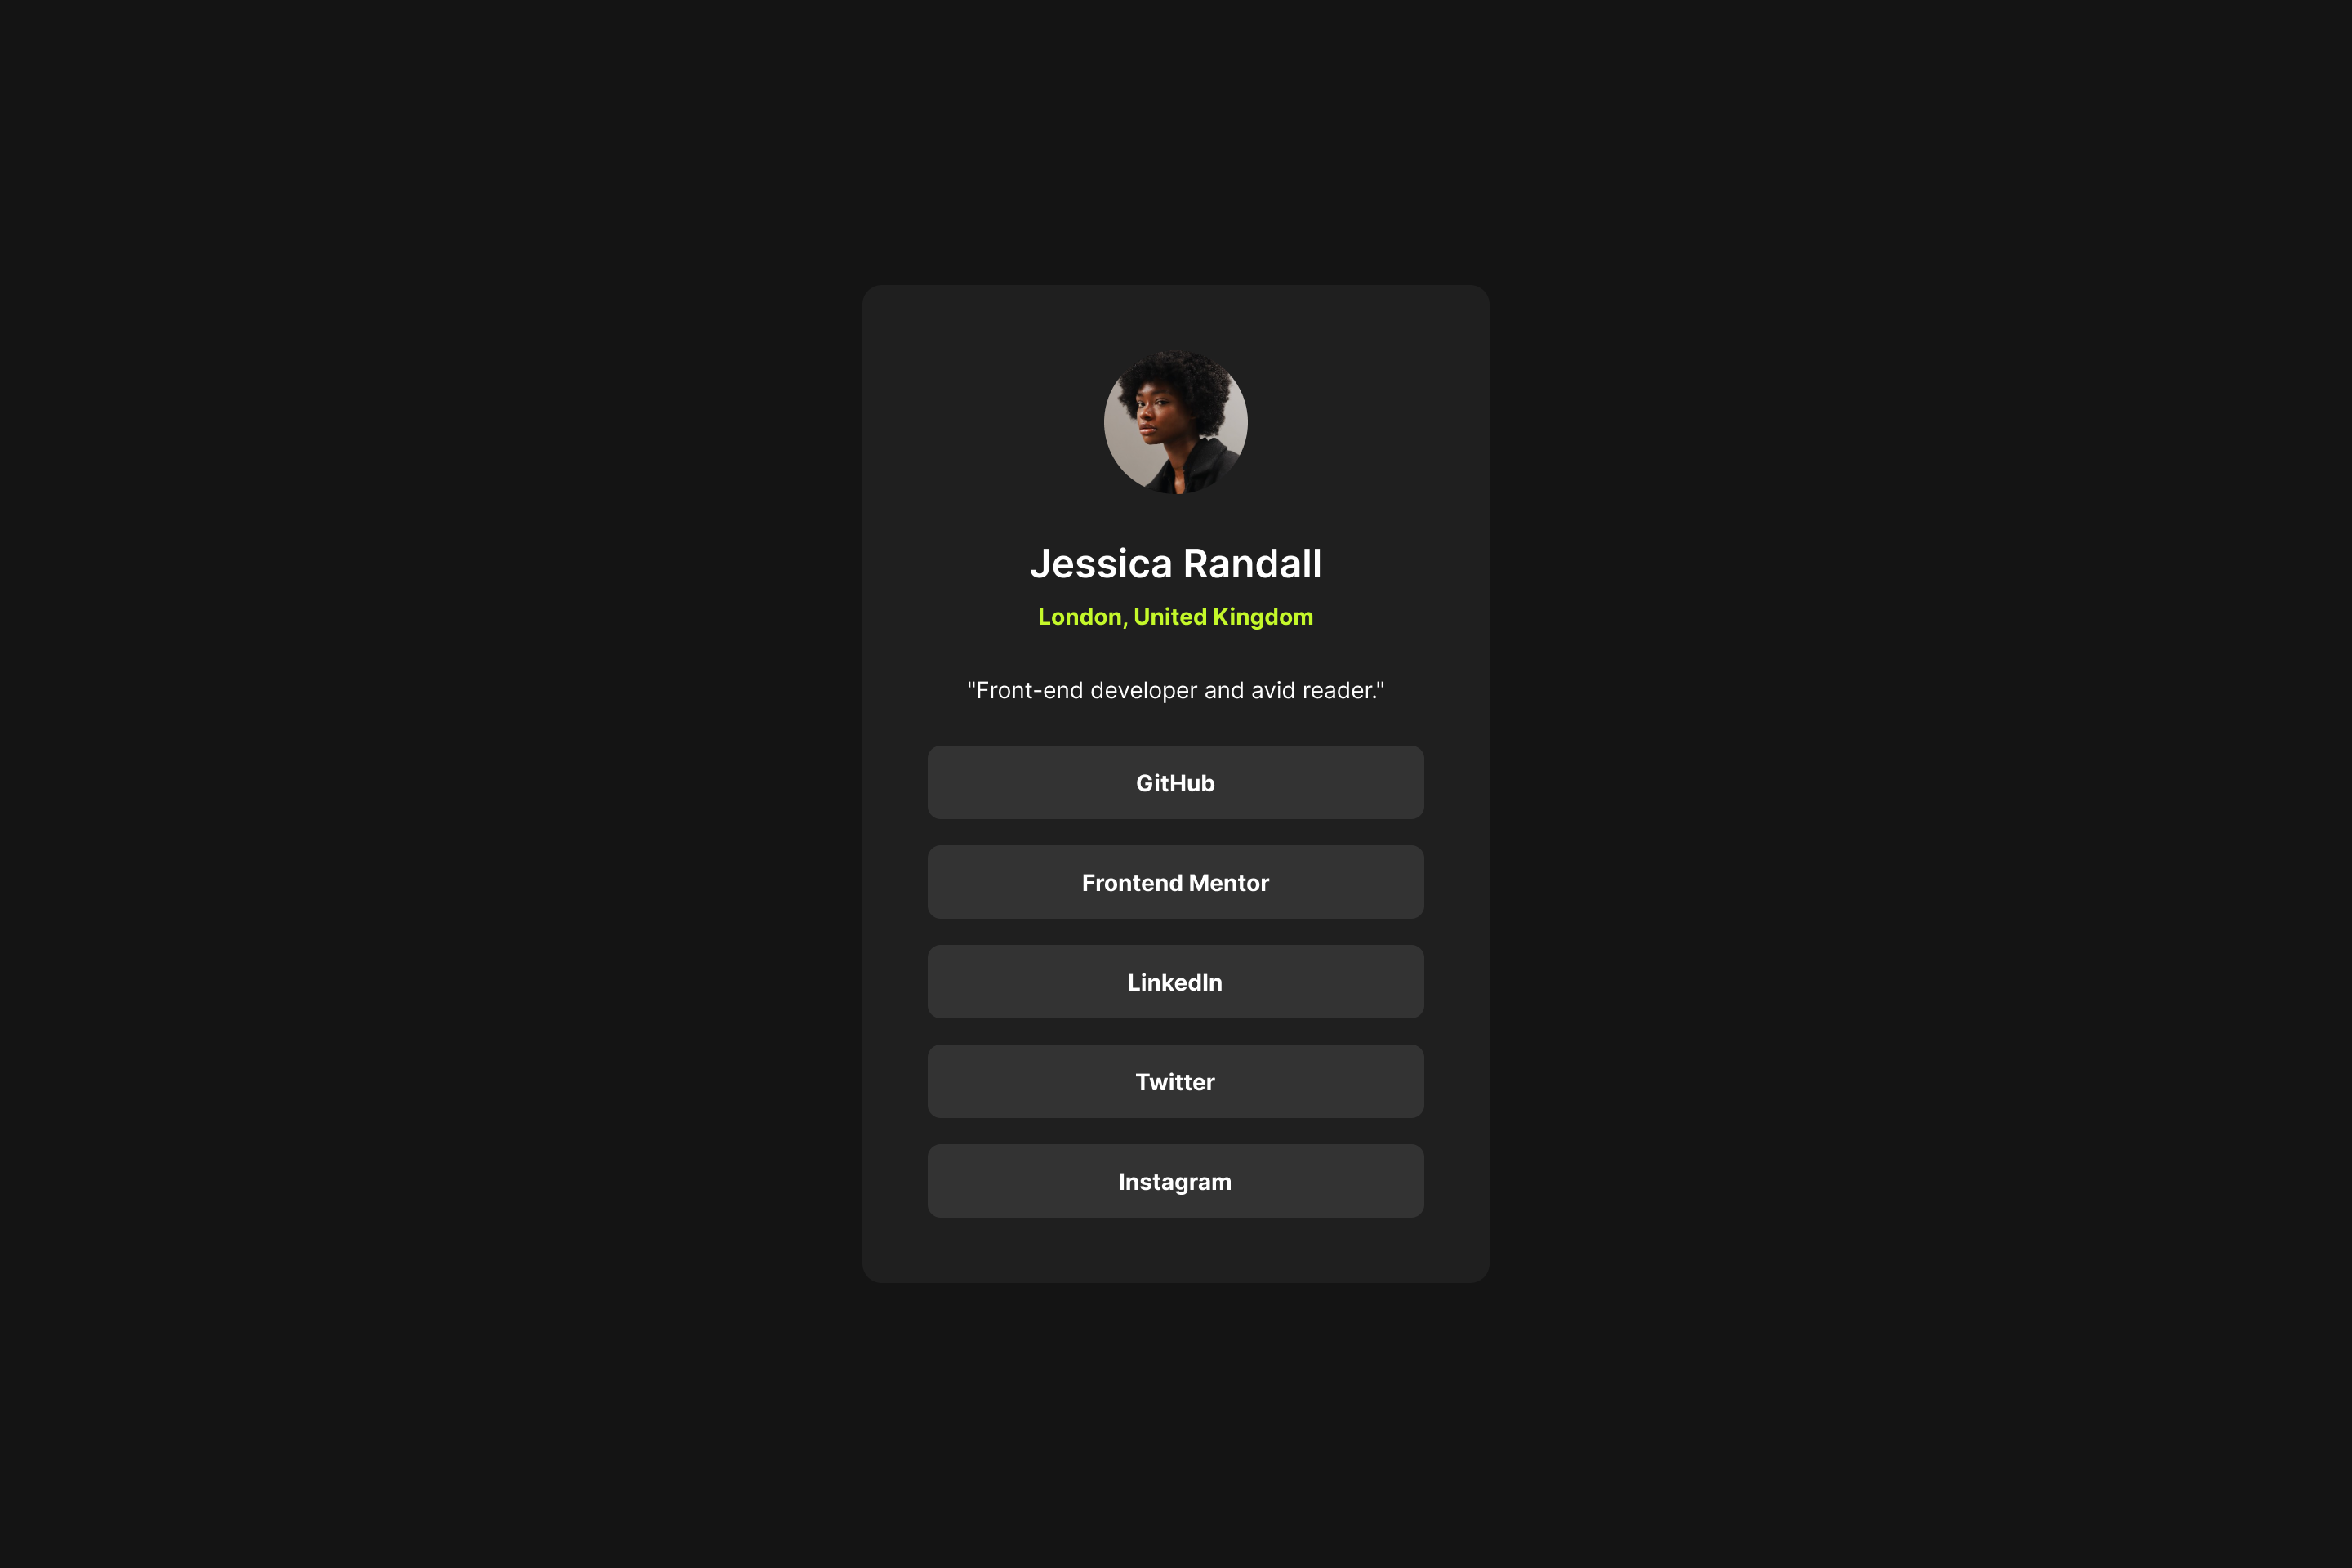 Jessica Randall
London, United Kingdom
"Front-end developer and avid reader."
GitHub
Frontend Mentor
LinkedIn
Twitter
Instagram